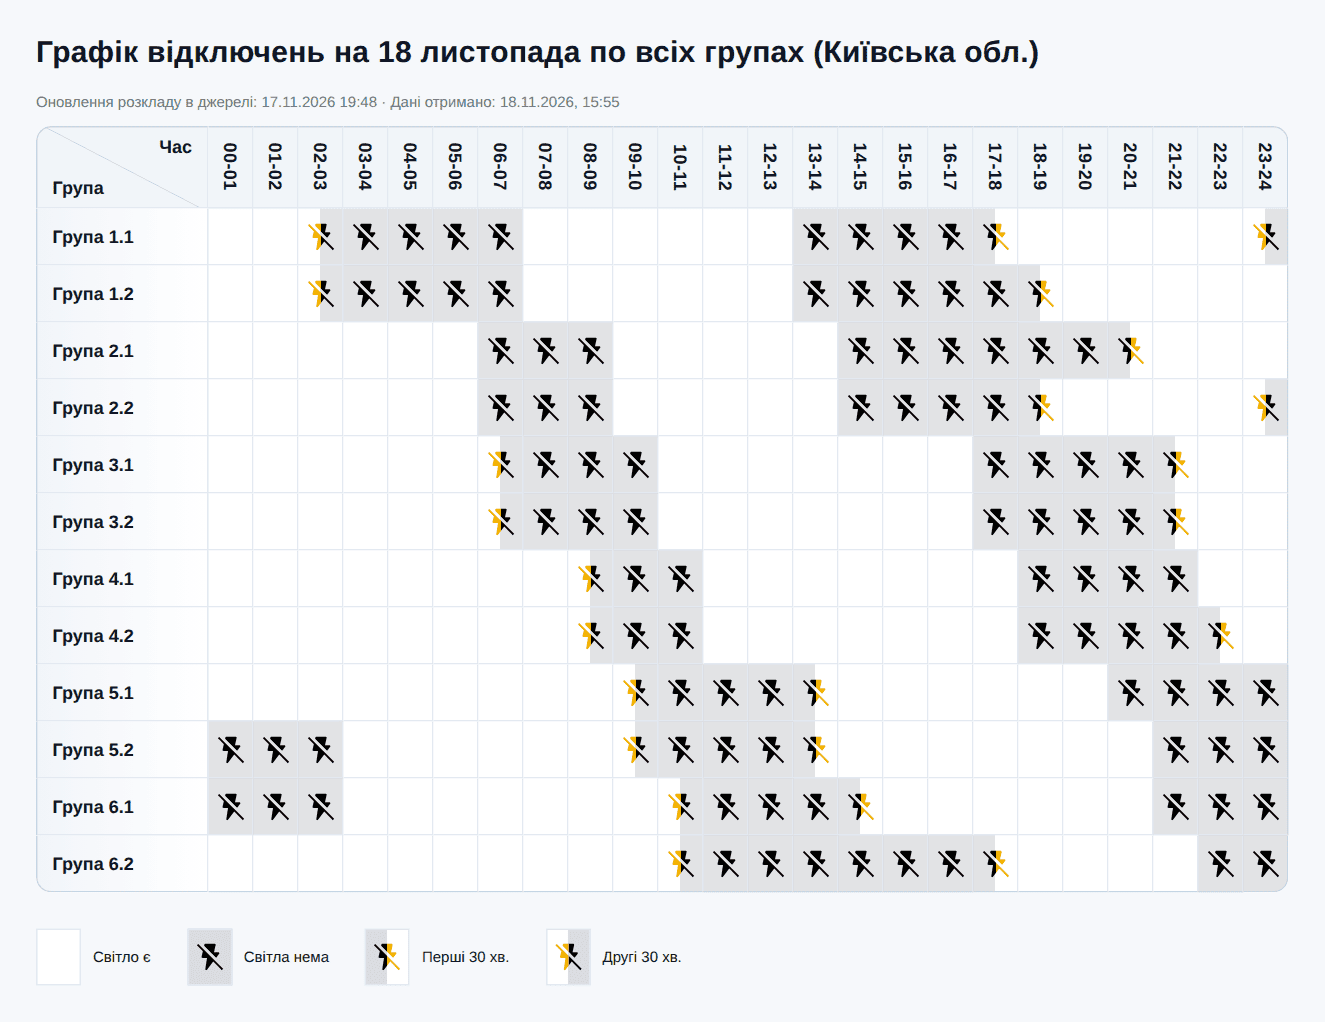 Графік відключень на 18 листопада по всіх групах (Київська обл.)
Оновлення розкладу в джерелі: 17.11.2026 19:48 · Дані отримано: 18.11.2026, 15:55
Час
Група
00-01 01-02 02-03 03-04 04-05 05-06 06-07 07-08 08-09 09-10 10-11 11-12 12-13 13-14 14-15 15-16 16-17 17-18 18-19 19-20 20-21 21-22 22-23 23-24
Група 1.1
Група 1.2
Група 2.1
Група 2.2
Група 3.1
Група 3.2
Група 4.1
Група 4.2
Група 5.1
Група 5.2
Група 6.1
Група 6.2
Світло є Світла нема Перші 30 хв. Другі 30 хв.